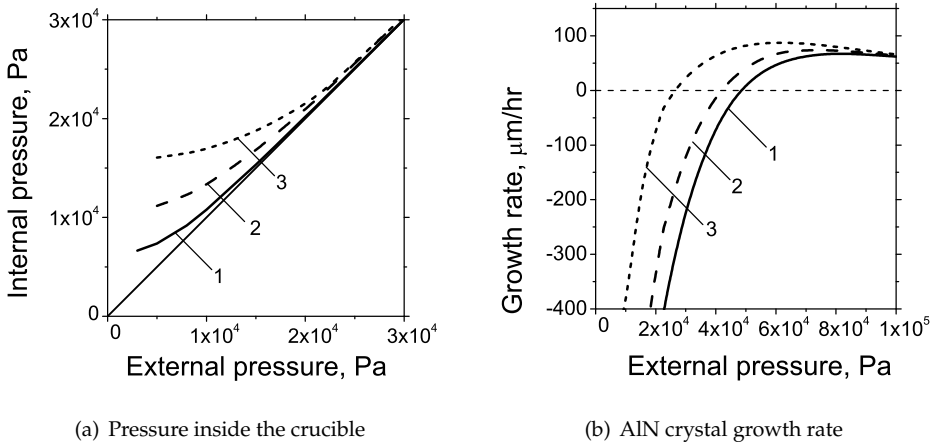 3x10⁴
2x10⁴
1x10⁴
0
Internal pressure, Pa
3
2
1
0
1x10⁴
2x10⁴
3x10⁴
External pressure, Pa
(a) Pressure inside the crucible
100
0
-100
-200
-300
-400
Growth rate, μm/hr
1
2
3
0
2x10⁴
4x10⁴
6x10⁴
8x10⁴
1x10⁵
External pressure, Pa
(b) AlN crystal growth rate